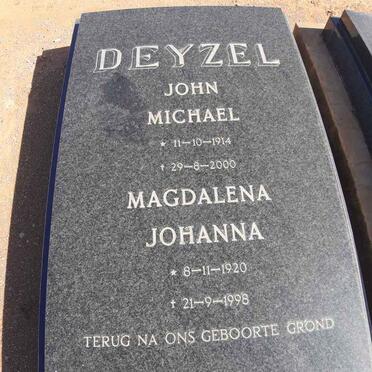 DEYZEL
JOHN
MICHAEL
* 11-10-1914
† 29-8-2000
MAGDALENA
JOHANNA
* 8-11-1920
† 21-9-1998
TERUG NA ONS GEBOORTE GROND